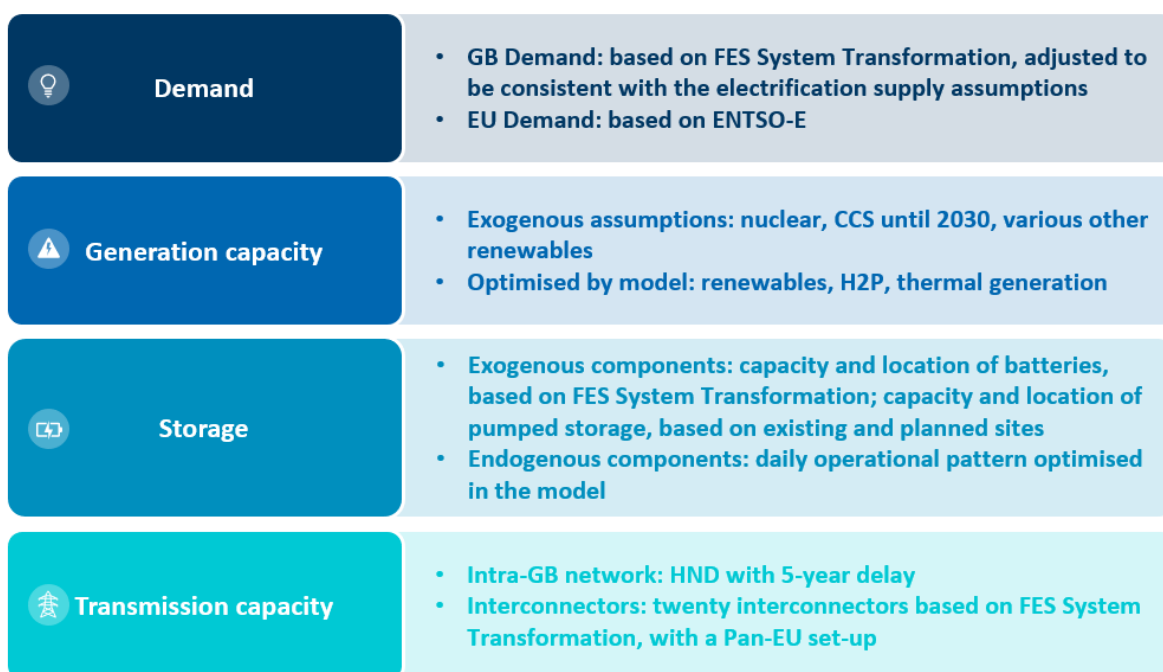 Demand
• GB Demand: based on FES System Transformation, adjusted to
be consistent with the electrification supply assumptions
• EU Demand: based on ENTSO-E
Generation capacity
• Exogenous assumptions: nuclear, CCS until 2030, various other
renewables
• Optimised by model: renewables, H2P, thermal generation
Storage
• Exogenous components: capacity and location of batteries,
based on FES System Transformation; capacity and location of
pumped storage, based on existing and planned sites
• Endogenous components: daily operational pattern optimised
in the model
Transmission capacity
• Intra-GB network: HND with 5-year delay
• Interconnectors: twenty interconnectors based on FES System
Transformation, with a Pan-EU set-up